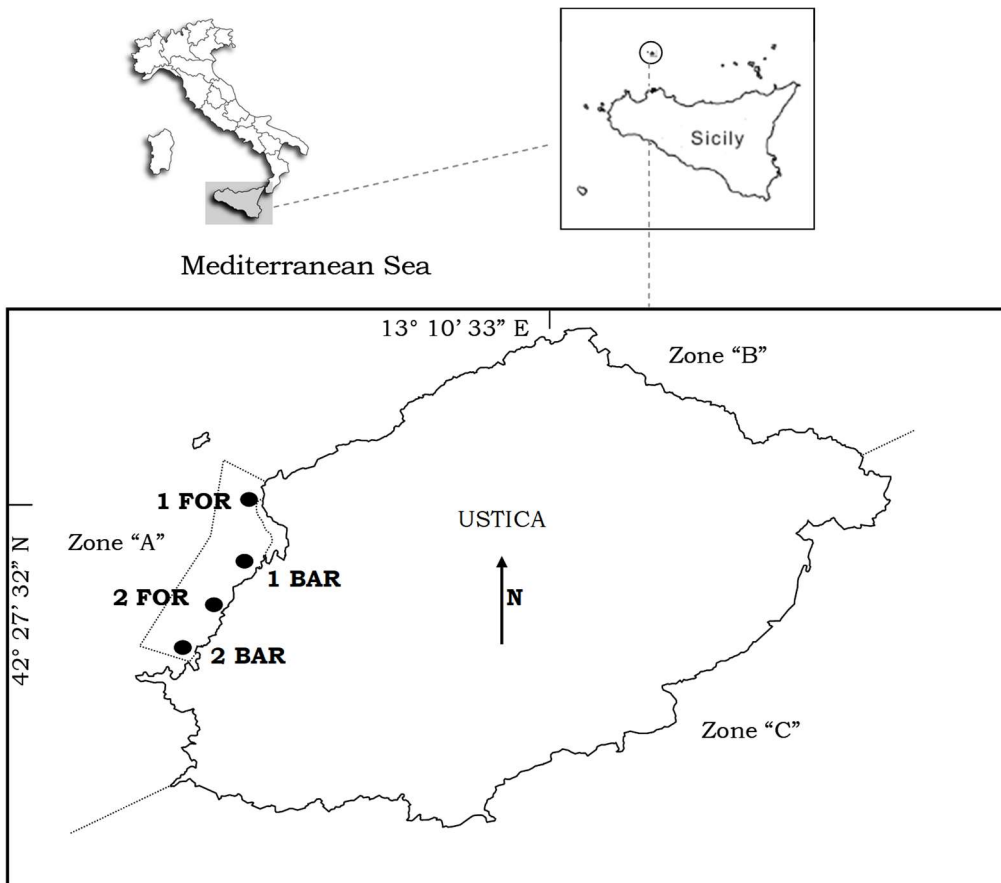 Sicily
Mediterranean Sea
13° 10’ 33” E
Zone “B”
1 FOR
USTICA
Zone “A”
42° 27’ 32” N
1 BAR
2 FOR
N
2 BAR
Zone “C”